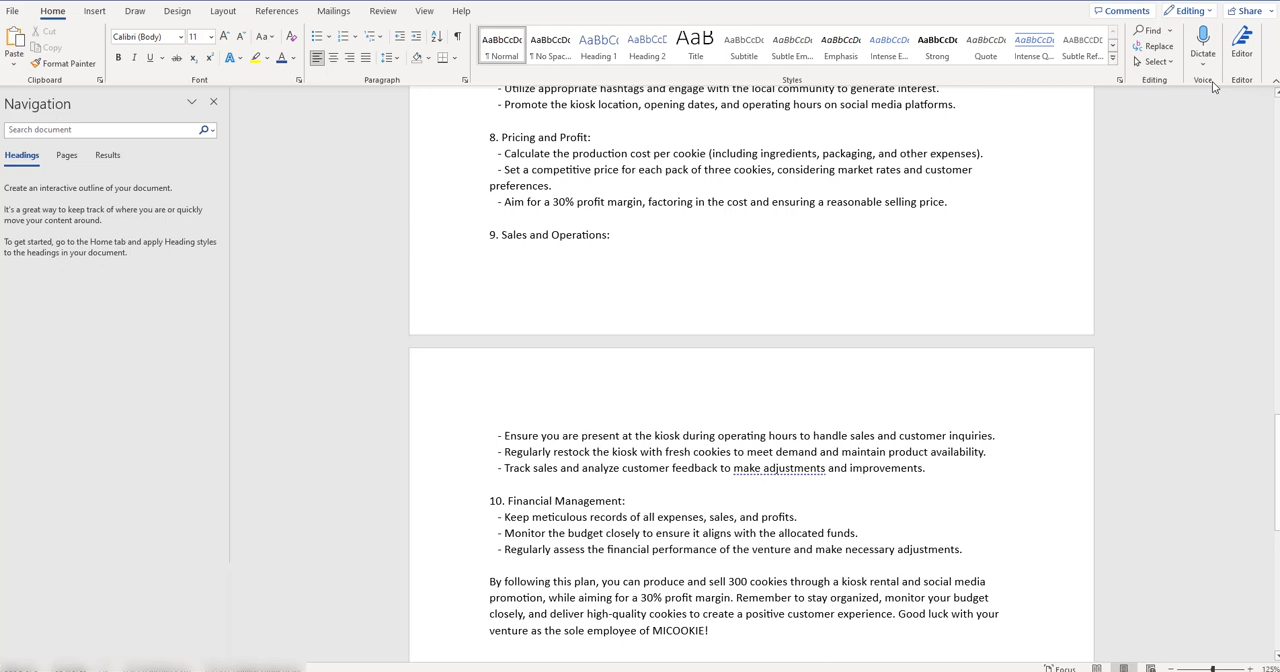 File Home Insert Draw Design Layout References Mailings Review View Help Comments Editing Share
Paste Cut Copy Format Painter Clipboard
Calibri (Body) 11 Font
Paragraph
AaBbCcDc AaBbCcDc AaBbCc AaBbCcC AaB AaBbCcDc AaBbCcDc AaBbCcDc AaBbCcDc AaBbCcDc AaBbCcDc AaBbCcDc AABBCCDC
¶ Normal ¶ No Spac... Heading 1 Heading 2 Title Subtitle Subtle Em... Emphasis Intense E... Strong Quote Intense Q... Subtle Ref...
Styles
Find Replace Select Editing
Dictate Voice
Editor Editor
Navigation
Search document
Headings Pages Results
Create an interactive outline of your document.
It's a great way to keep track of where you are or quickly
move your content around.
To get started, go to the Home tab and apply Heading styles
to the headings in your document.
- Utilize appropriate hashtags and engage with the local community to generate interest.
- Promote the kiosk location, opening dates, and operating hours on social media platforms.
8. Pricing and Profit:
- Calculate the production cost per cookie (including ingredients, packaging, and other expenses).
- Set a competitive price for each pack of three cookies, considering market rates and customer
preferences.
- Aim for a 30% profit margin, factoring in the cost and ensuring a reasonable selling price.
9. Sales and Operations:
- Ensure you are present at the kiosk during operating hours to handle sales and customer inquiries.
- Regularly restock the kiosk with fresh cookies to meet demand and maintain product availability.
- Track sales and analyze customer feedback to make adjustments and improvements.
10. Financial Management:
- Keep meticulous records of all expenses, sales, and profits.
- Monitor the budget closely to ensure it aligns with the allocated funds.
- Regularly assess the financial performance of the venture and make necessary adjustments.
By following this plan, you can produce and sell 300 cookies through a kiosk rental and social media
promotion, while aiming for a 30% profit margin. Remember to stay organized, monitor your budget
closely, and deliver high-quality cookies to create a positive customer experience. Good luck with your
venture as the sole employee of MICOOKIE!
Focus 125%